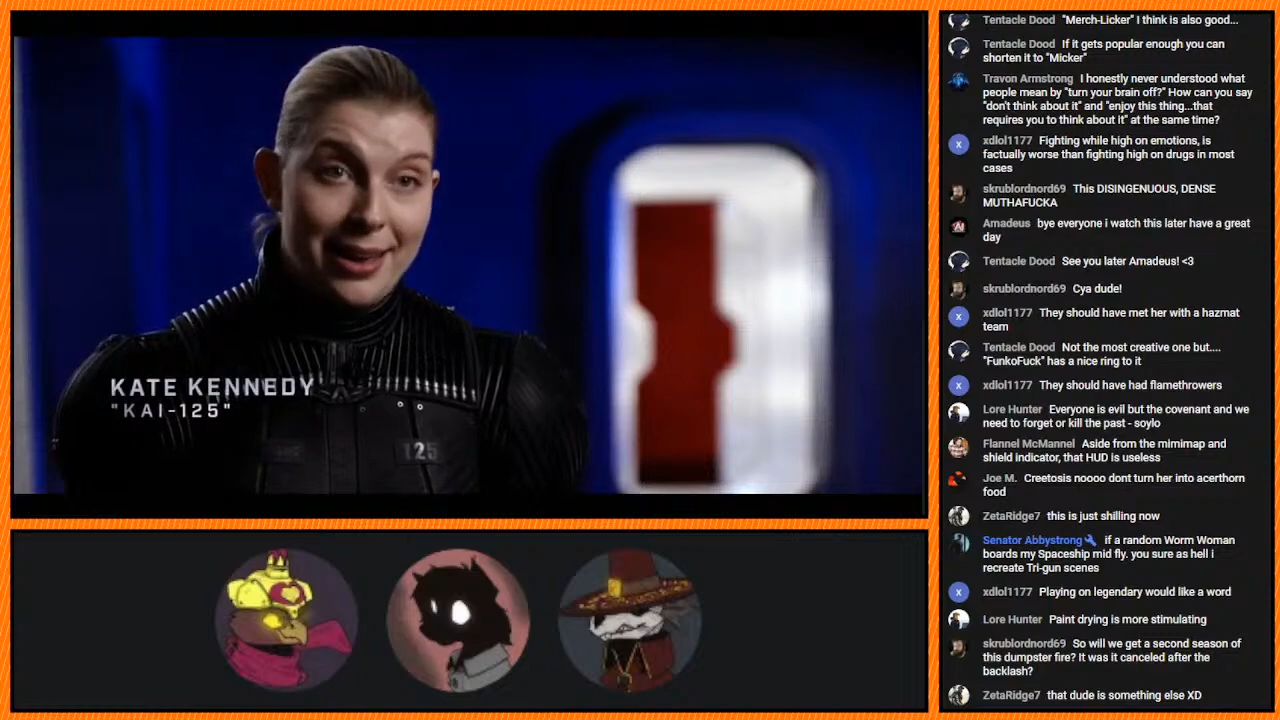 KATE KENNEDY
"KAI-125"
125
Tentacle Dood "Merch-Licker" I think is also good...
Tentacle Dood If it gets popular enough you can
shorten it to "Micker"
Travon Armstrong I honestly never understood what
people mean by "turn your brain off?" How can you say
"don't think about it" and "enjoy this thing...that
requires you to think about it" at the same time?
x
xdlol1177 Fighting while high on emotions, is
factually worse than fighting high on drugs in most
cases
skrublordnord69 This DISINGENUOUS, DENSE
MUTHAFUCKA
Amadeus bye everyone i watch this later have a great
day
Tentacle Dood See you later Amadeus! <3
skrublordnord69 Cya dude!
x
xdlol1177 They should have met her with a hazmat
team
Tentacle Dood Not the most creative one but....
"FunkoFuck" has a nice ring to it
x
xdlol1177 They should have had flamethrowers
Lore Hunter Everyone is evil but the covenant and we
need to forget or kill the past - soylo
Flannel McMannel Aside from the mimimap and
shield indicator, that HUD is useless
Joe M. Creetosis noooo dont turn her into acerthorn
food
ZetaRidge7 this is just shilling now
Senator Abbystrong if a random Worm Woman
boards my Spaceship mid fly. you sure as hell i
recreate Tri-gun scenes
x
xdlol1177 Playing on legendary would like a word
Lore Hunter Paint drying is more stimulating
skrublordnord69 So will we get a second season of
this dumpster fire? It was it canceled after the
backlash?
ZetaRidge7 that dude is something else XD